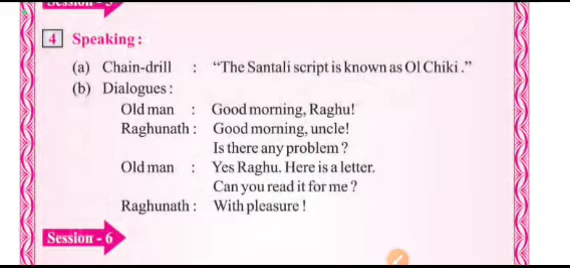 Session - 5
4 Speaking :
(a) Chain-drill : “The Santali script is known as Ol Chiki .”
(b) Dialogues :
Old man : Good morning, Raghu!
Raghunath : Good morning, uncle!
Is there any problem ?
Old man : Yes Raghu. Here is a letter.
Can you read it for me ?
Raghunath : With pleasure !
Session - 6